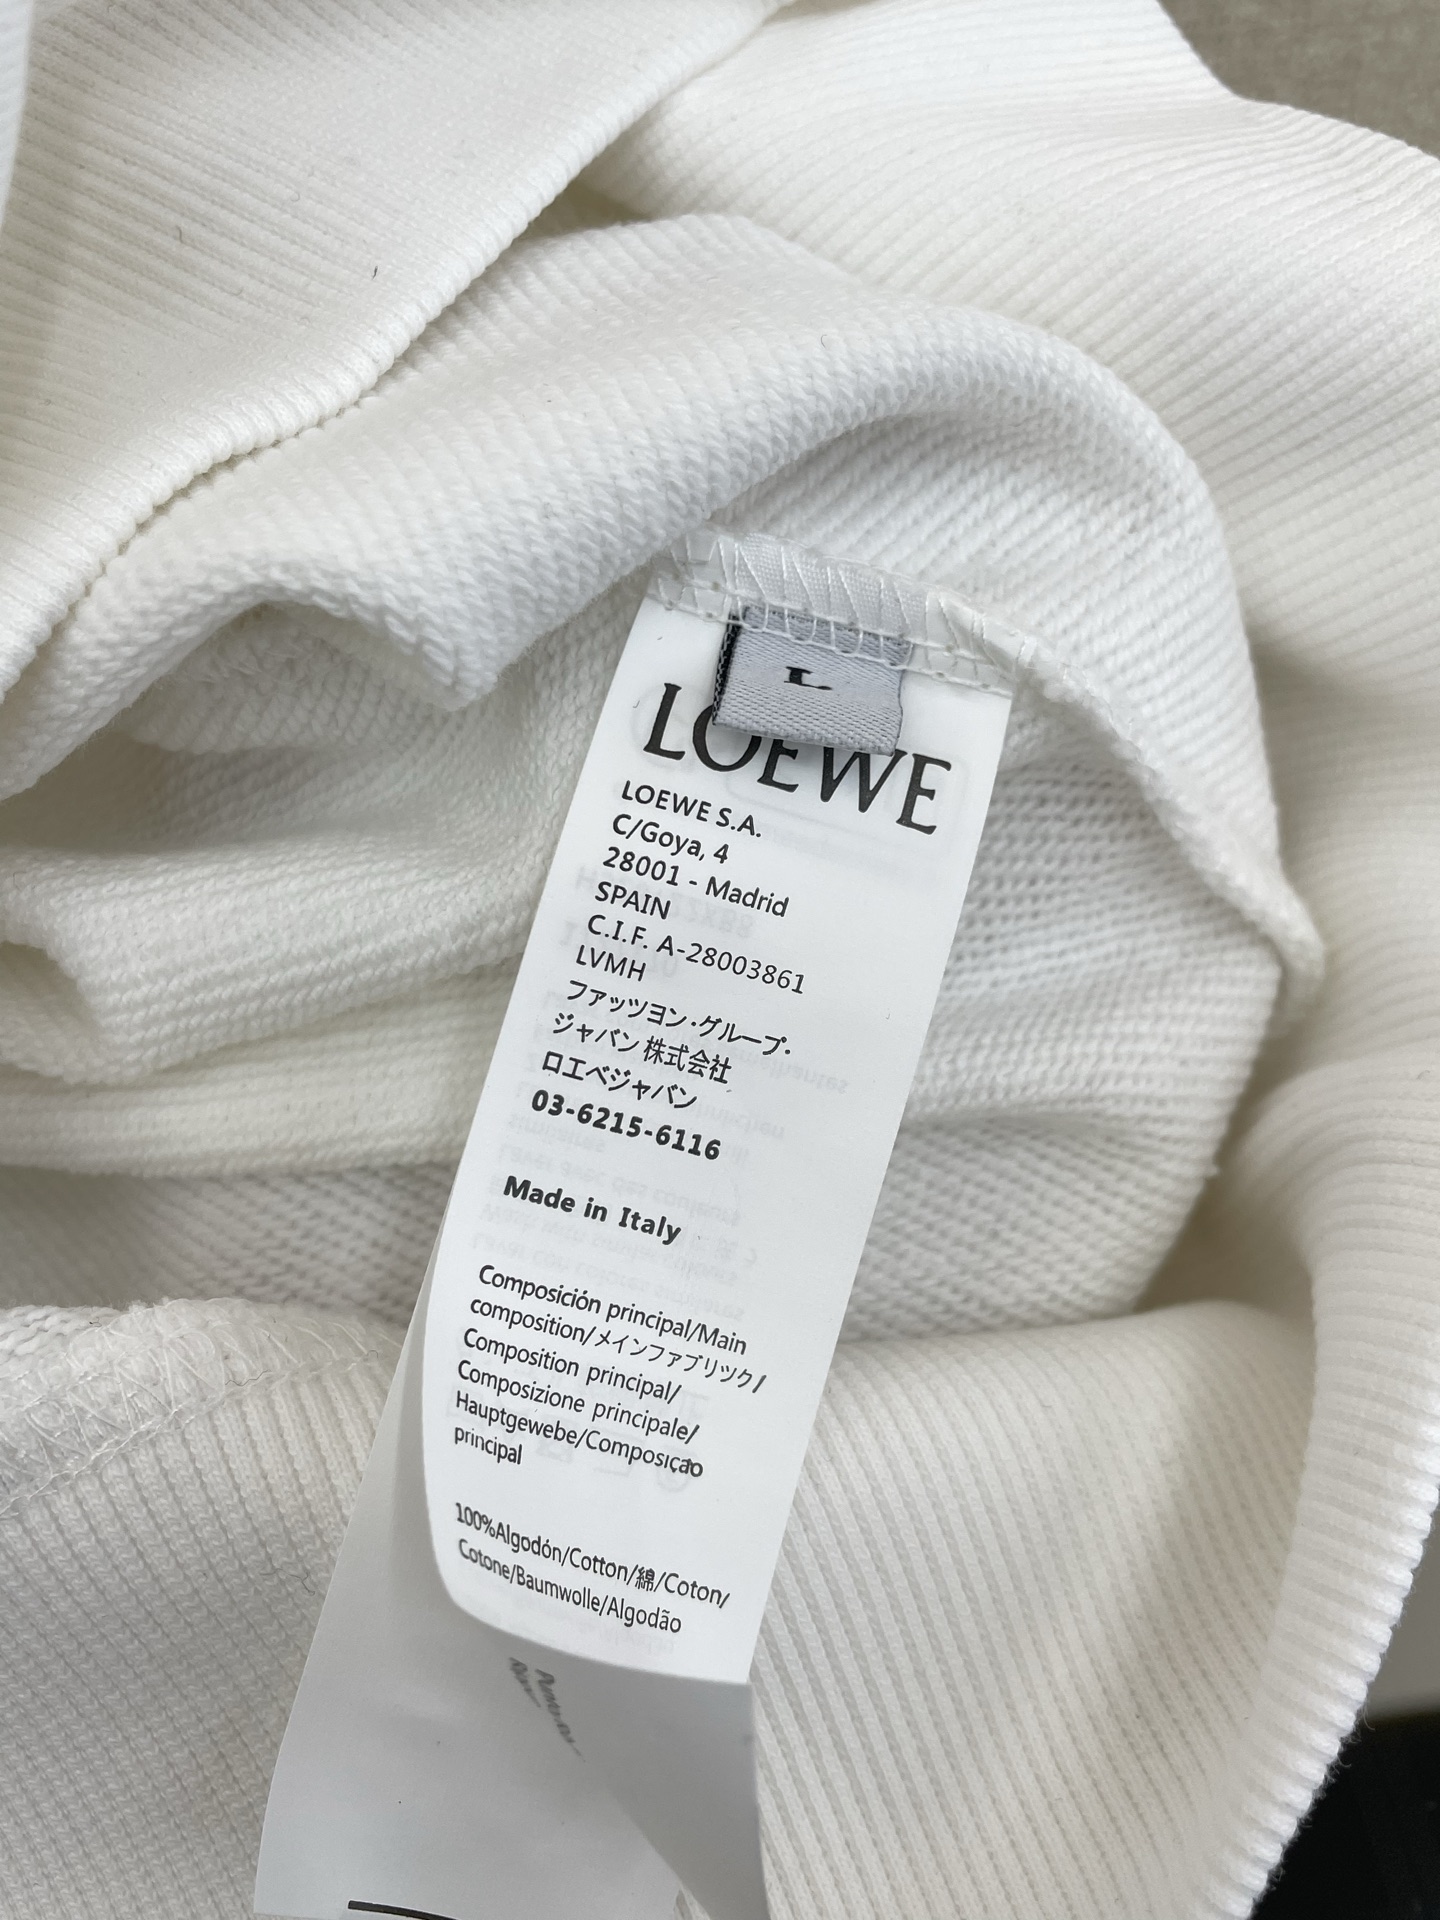 L
LOEWE
LOEWE S.A.
C/Goya, 4
28001 - Madrid
SPAIN
C.I.F. A-28003861
LVMH
ファッツヨン·グループ·
ジャバン 株式会社
ロエベジャバン
03-6215-6116
Made in Italy
Composición principal/Main
composition/メインファブリツク/
Composition principal/
Composizione principale/
Hauptgewebe/Composição
principal
100%Algodón/Cotton/綿/Coton/
Cotone/Baumwolle/Algodão